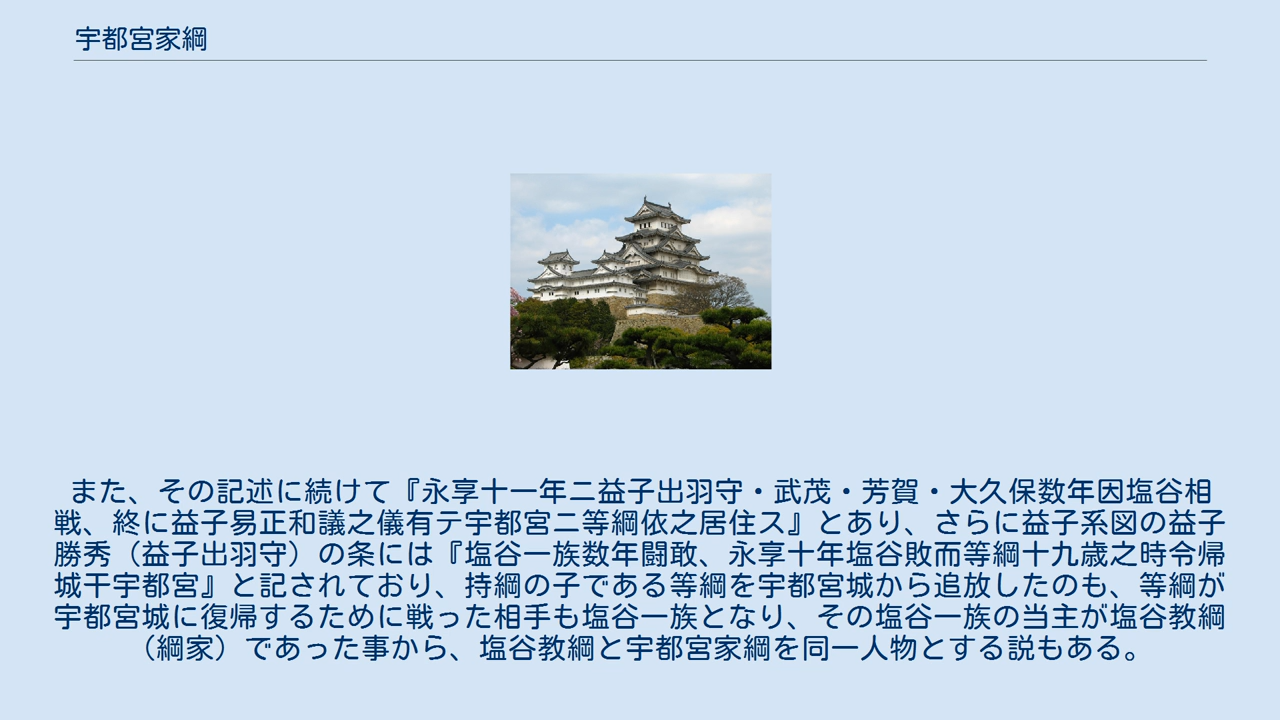 宇都宮家綱
また、その記述に続けて『永享十一年ニ益子出羽守・武茂・芳賀・大久保数年因塩谷相
戦、終に益子易正和議之儀有テ宇都宮ニ等綱依之居住ス』とあり、さらに益子系図の益子
勝秀（益子出羽守）の条には『塩谷一族数年闘敢、永享十年塩谷敗而等綱十九歳之時令帰
城干宇都宮』と記されており、持綱の子である等綱を宇都宮城から追放したのも、等綱が
宇都宮城に復帰するために戦った相手も塩谷一族となり、その塩谷一族の当主が塩谷教綱
（綱家）であった事から、塩谷教綱と宇都宮家綱を同一人物とする説もある。